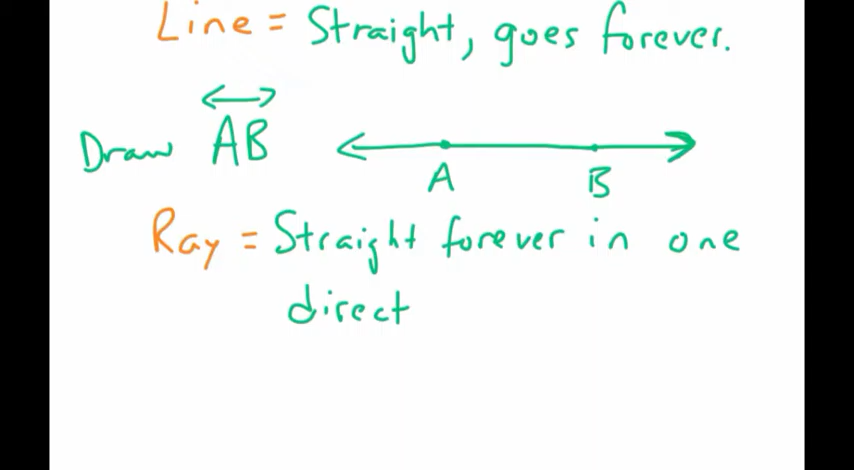 Line = Straight, goes forever.
Draw AB
A B
Ray = Straight forever in one
direct